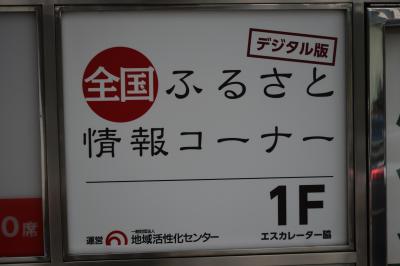 デジタル版
全国ふるさと
情報コーナー
1F
エスカレーター脇
運営 一般財団法人 地域活性化センター
0席